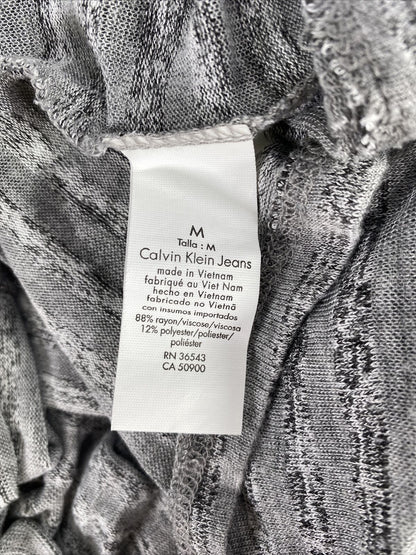 M
Talla : M
Calvin Klein Jeans
made in Vietnam
fabriqué au Viet Nam
hecho en Vietnam
fabricado no Vietnã
con insumos importados
88% rayon/viscose/viscosa
12% polyester/poliester/
poliéster
RN 36543
CA 50900